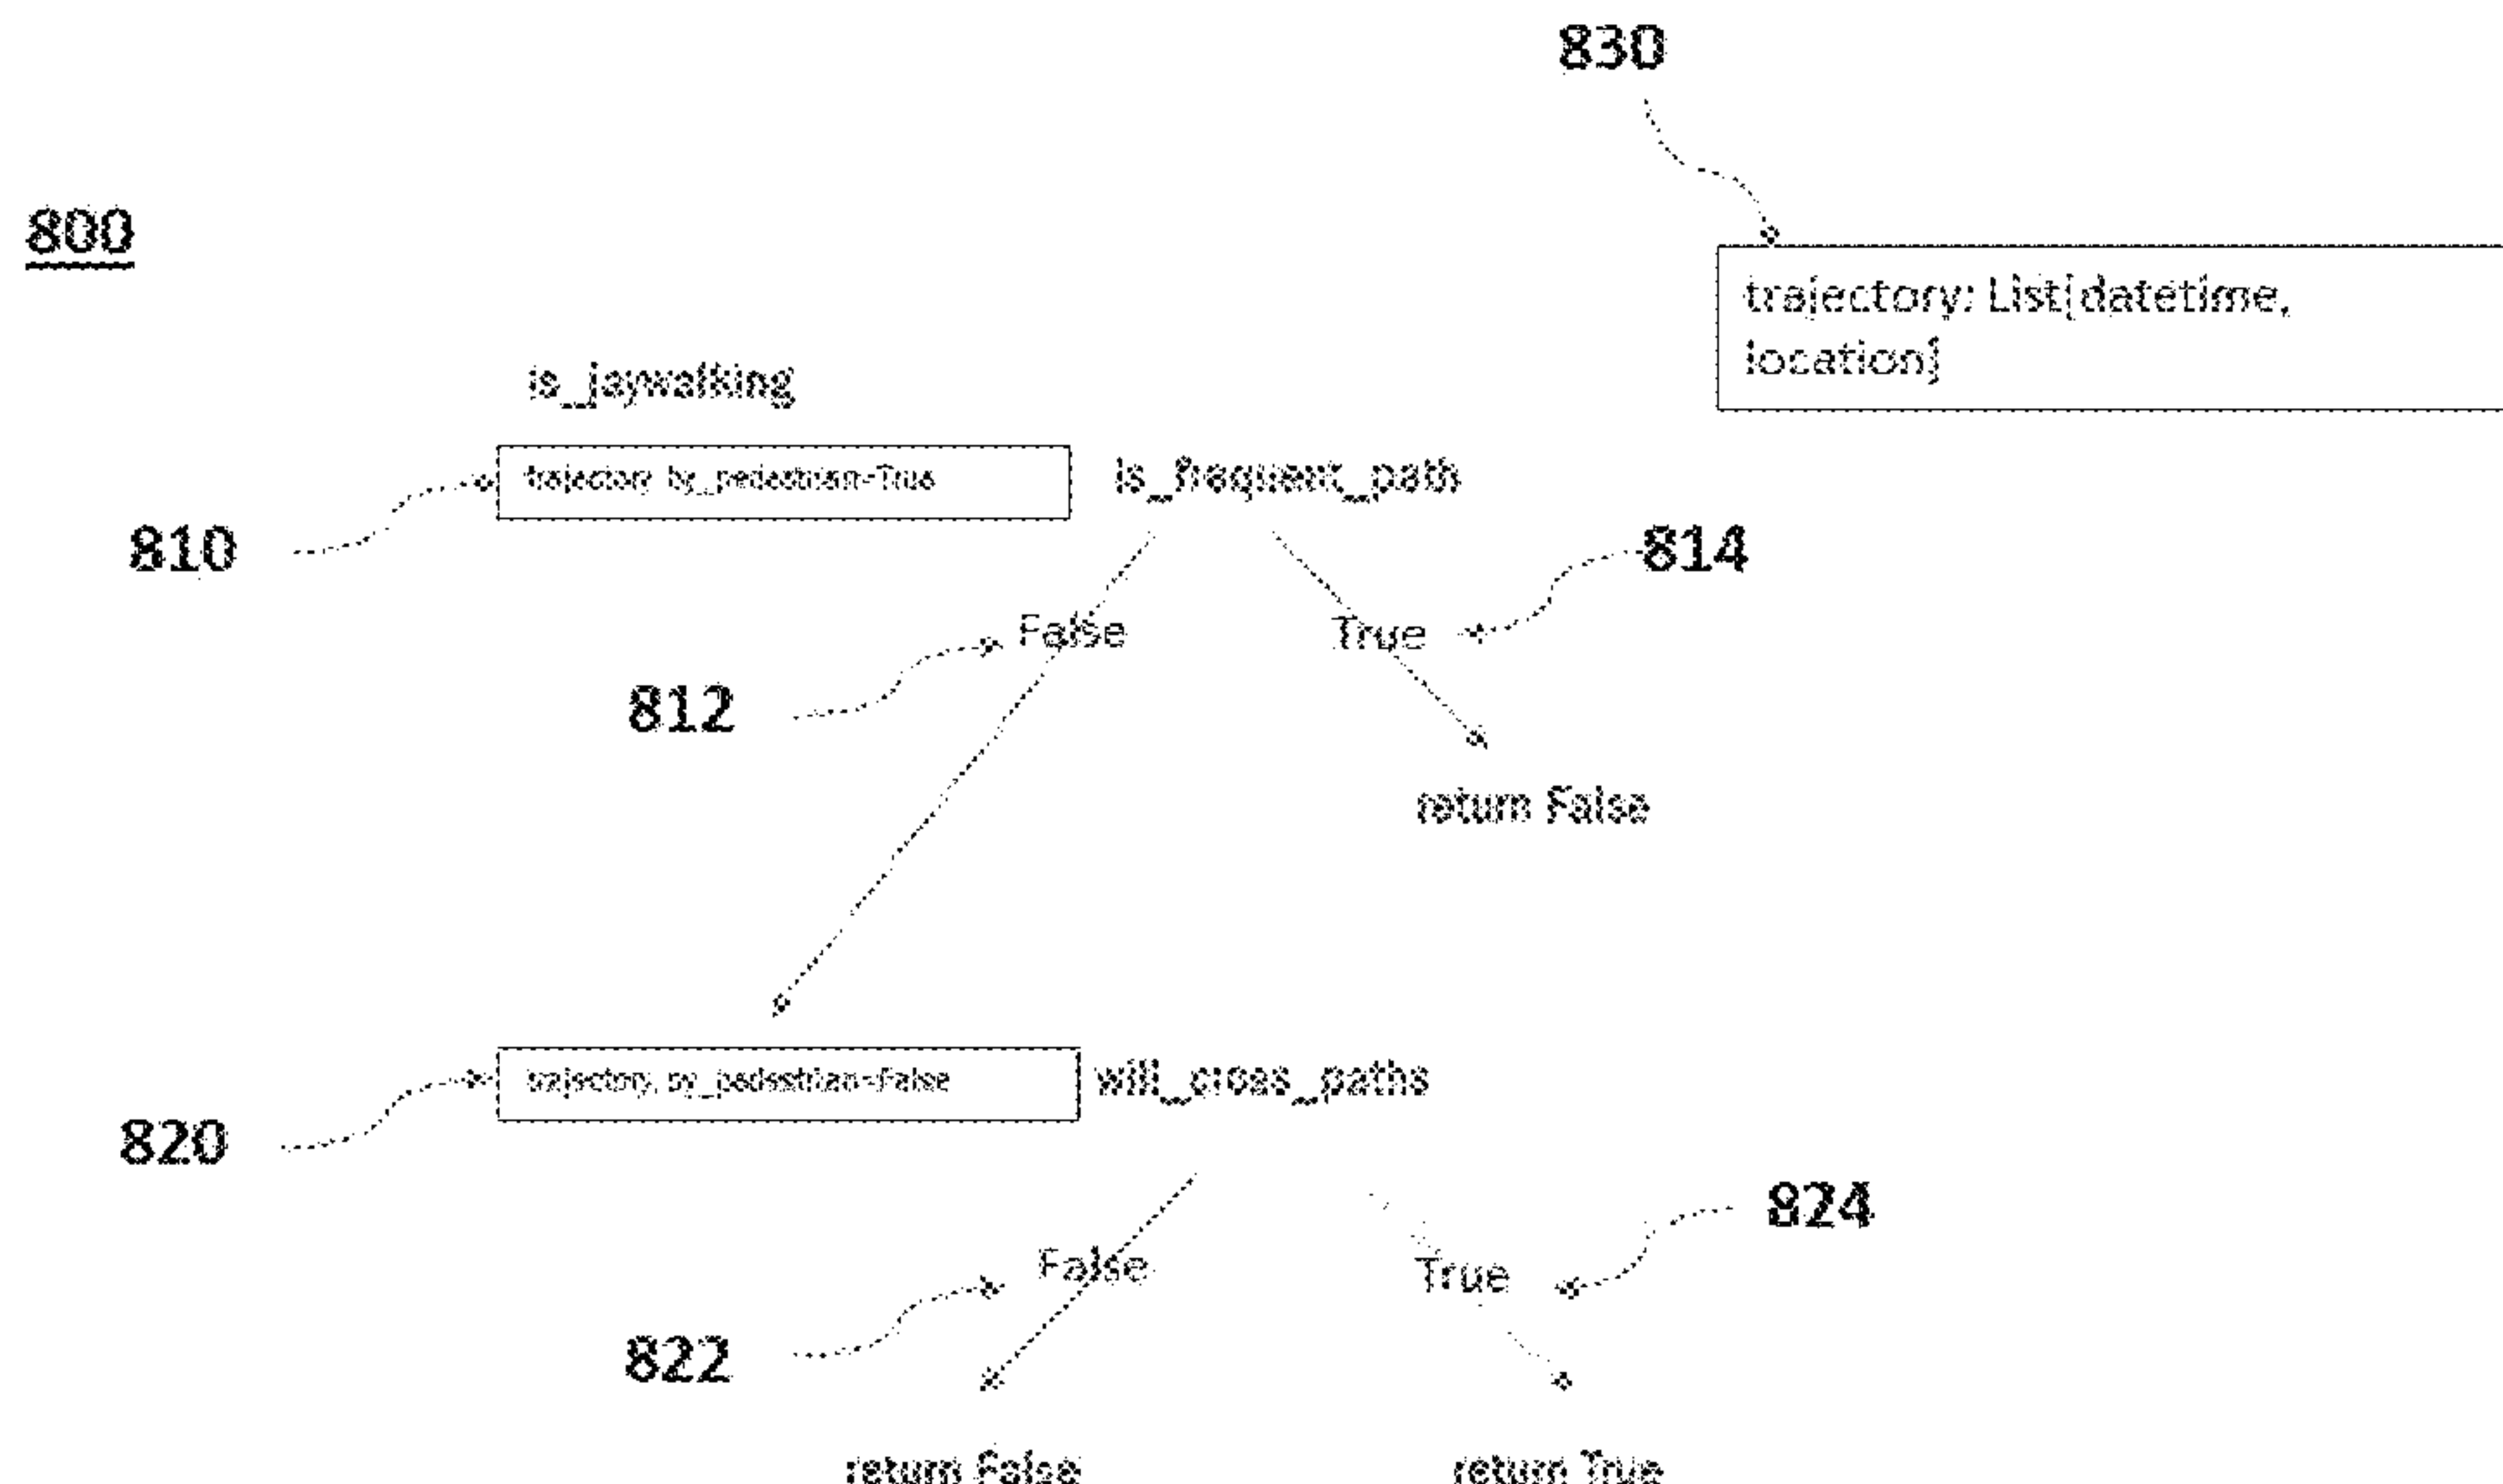 830
800
trajectory: List[datetime,
location]
is_jaywalking
trajectory, by_pedestrian=True
is_frequent_path
810
814
False
True
812
return False
trajectory, by_pedestrian=False
will_cross_paths
820
824
False
True
822
return False
return True